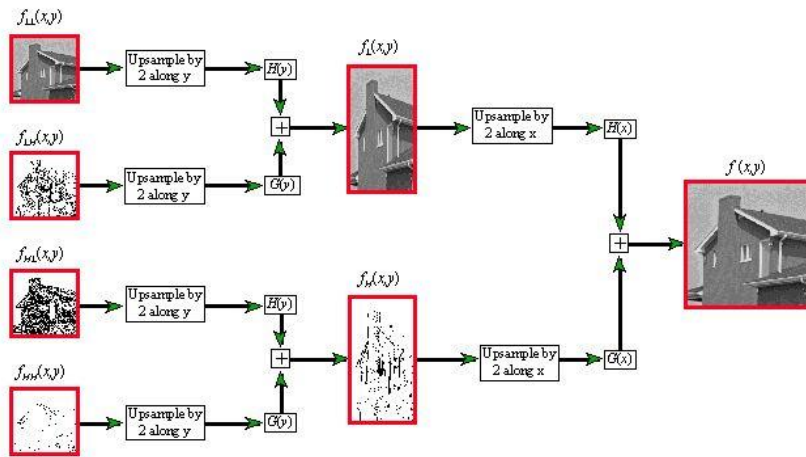 f_LL(x,y)
Upsample by
2 along y
H(y)
f_L(x,y)
f_LH(x,y)
+
Upsample by
2 along x
H(x)
Upsample by
2 along y
G(y)
f(x,y)
f_HL(x,y)
+
Upsample by
2 along y
H(y)
f_H(x,y)
+
Upsample by
2 along x
G(x)
f_HH(x,y)
Upsample by
2 along y
G(y)